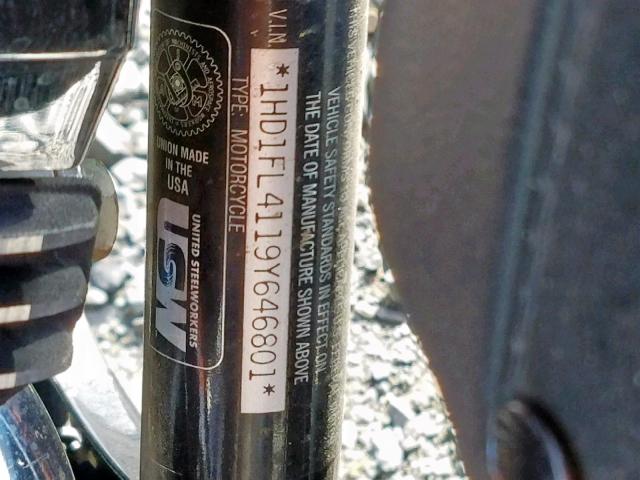 VEHICLE SAFETY STANDARDS IN EFFECT ON
THE DATE OF MANUFACTURE SHOWN ABOVE
V.I.N.
*1HD1FL4119Y646801*
TYPE: MOTORCYCLE
UNION MADE
IN THE
USA
USW
UNITED STEELWORKERS